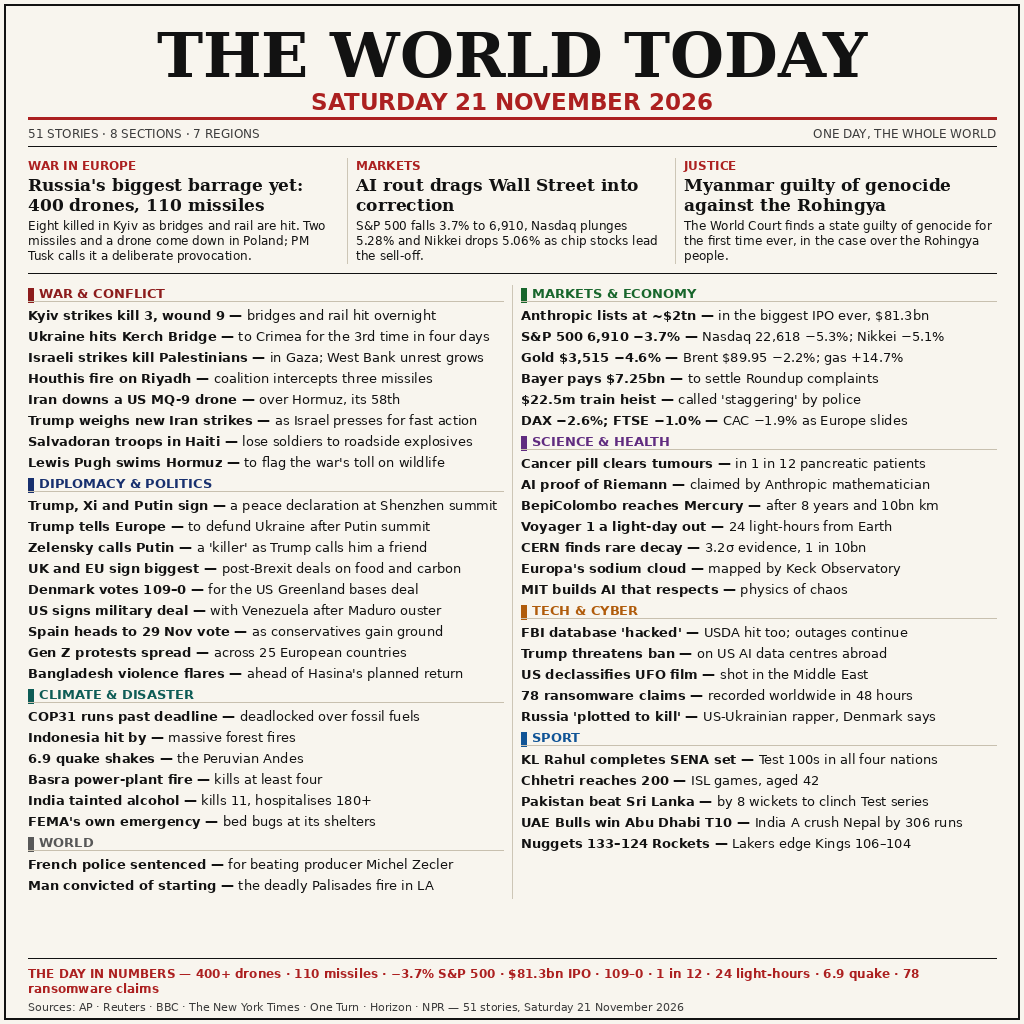 THE WORLD TODAY
SATURDAY 21 NOVEMBER 2026
51 STORIES · 8 SECTIONS · 7 REGIONS
ONE DAY, THE WHOLE WORLD
WAR IN EUROPE
Russia's biggest barrage yet:
400 drones, 110 missiles
Eight killed in Kyiv as bridges and rail are hit. Two
missiles and a drone come down in Poland; PM
Tusk calls it a deliberate provocation.
MARKETS
AI rout drags Wall Street into
correction
S&P 500 falls 3.7% to 6,910, Nasdaq plunges
5.28% and Nikkei drops 5.06% as chip stocks lead
the sell-off.
JUSTICE
Myanmar guilty of genocide
against the Rohingya
The World Court finds a state guilty of genocide for
the first time ever, in the case over the Rohingya
people.
WAR & CONFLICT
Kyiv strikes kill 3, wound 9 — bridges and rail hit overnight
Ukraine hits Kerch Bridge — to Crimea for the 3rd time in four days
Israeli strikes kill Palestinians — in Gaza; West Bank unrest grows
Houthis fire on Riyadh — coalition intercepts three missiles
Iran downs a US MQ-9 drone — over Hormuz, its 58th
Trump weighs new Iran strikes — as Israel presses for fast action
Salvadoran troops in Haiti — lose soldiers to roadside explosives
Lewis Pugh swims Hormuz — to flag the war's toll on wildlife
DIPLOMACY & POLITICS
Trump, Xi and Putin sign — a peace declaration at Shenzhen summit
Trump tells Europe — to defund Ukraine after Putin summit
Zelensky calls Putin — a 'killer' as Trump calls him a friend
UK and EU sign biggest — post-Brexit deals on food and carbon
Denmark votes 109–0 — for the US Greenland bases deal
US signs military deal — with Venezuela after Maduro ouster
Spain heads to 29 Nov vote — as conservatives gain ground
Gen Z protests spread — across 25 European countries
Bangladesh violence flares — ahead of Hasina's planned return
CLIMATE & DISASTER
COP31 runs past deadline — deadlocked over fossil fuels
Indonesia hit by — massive forest fires
6.9 quake shakes — the Peruvian Andes
Basra power-plant fire — kills at least four
India tainted alcohol — kills 11, hospitalises 180+
FEMA's own emergency — bed bugs at its shelters
WORLD
French police sentenced — for beating producer Michel Zecler
Man convicted of starting — the deadly Palisades fire in LA
MARKETS & ECONOMY
Anthropic lists at ~$2tn — in the biggest IPO ever, $81.3bn
S&P 500 6,910 −3.7% — Nasdaq 22,618 −5.3%; Nikkei −5.1%
Gold $3,515 −4.6% — Brent $89.95 −2.2%; gas +14.7%
Bayer pays $7.25bn — to settle Roundup complaints
$22.5m train heist — called 'staggering' by police
DAX −2.6%; FTSE −1.0% — CAC −1.9% as Europe slides
SCIENCE & HEALTH
Cancer pill clears tumours — in 1 in 12 pancreatic patients
AI proof of Riemann — claimed by Anthropic mathematician
BepiColombo reaches Mercury — after 8 years and 10bn km
Voyager 1 a light-day out — 24 light-hours from Earth
CERN finds rare decay — 3.2σ evidence, 1 in 10bn
Europa's sodium cloud — mapped by Keck Observatory
MIT builds AI that respects — physics of chaos
TECH & CYBER
FBI database 'hacked' — USDA hit too; outages continue
Trump threatens ban — on US AI data centres abroad
US declassifies UFO film — shot in the Middle East
78 ransomware claims — recorded worldwide in 48 hours
Russia 'plotted to kill' — US-Ukrainian rapper, Denmark says
SPORT
KL Rahul completes SENA set — Test 100s in all four nations
Chhetri reaches 200 — ISL games, aged 42
Pakistan beat Sri Lanka — by 8 wickets to clinch Test series
UAE Bulls win Abu Dhabi T10 — India A crush Nepal by 306 runs
Nuggets 133–124 Rockets — Lakers edge Kings 106–104
THE DAY IN NUMBERS — 400+ drones · 110 missiles · −3.7% S&P 500 · $81.3bn IPO · 109–0 · 1 in 12 · 24 light-hours · 6.9 quake · 78
ransomware claims
Sources: AP · Reuters · BBC · The New York Times · One Turn · Horizon · NPR — 51 stories, Saturday 21 November 2026